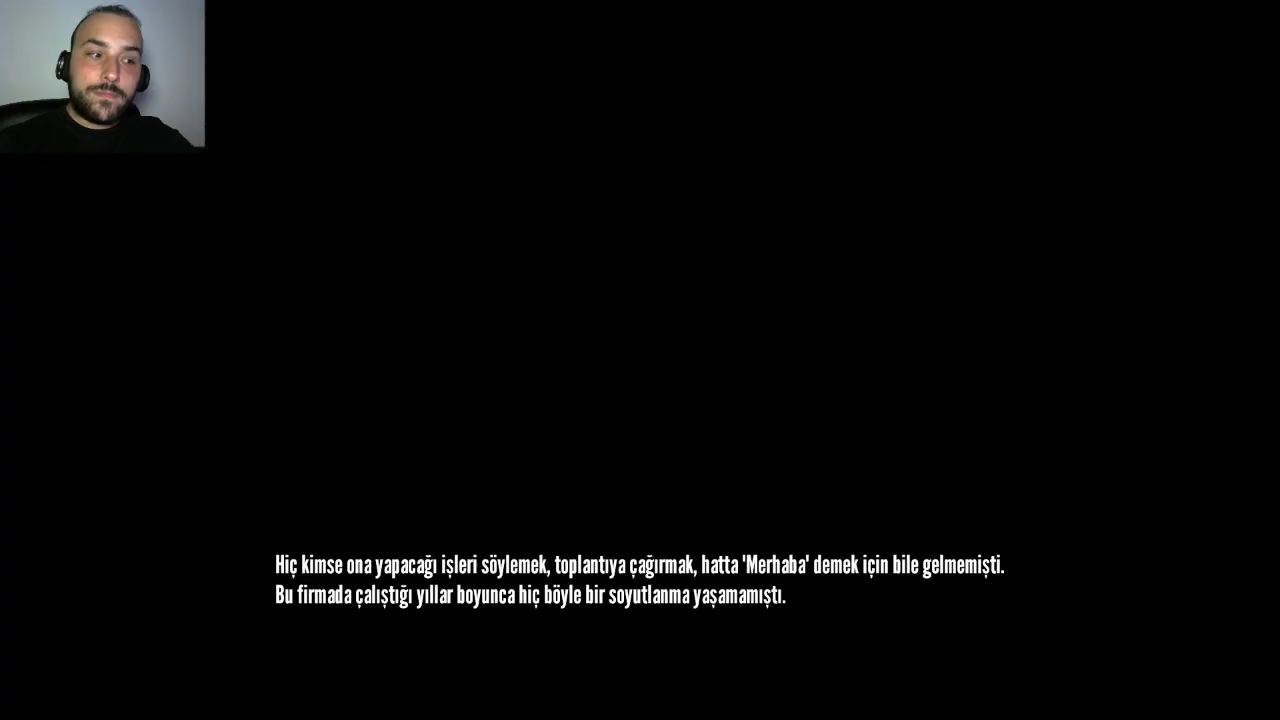 Hiç kimse ona yapacağı işleri söylemek, toplantıya çağırmak, hatta 'Merhaba' demek için bile gelmemişti.
Bu firmada çalıştığı yıllar boyunca hiç böyle bir soyutlanma yaşamamıştı.